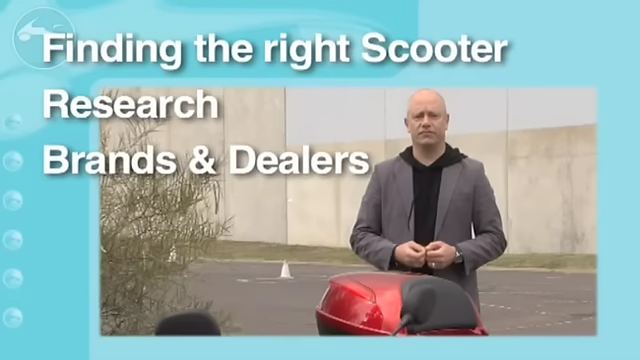 Finding the right Scooter
Research
Brands & Dealers